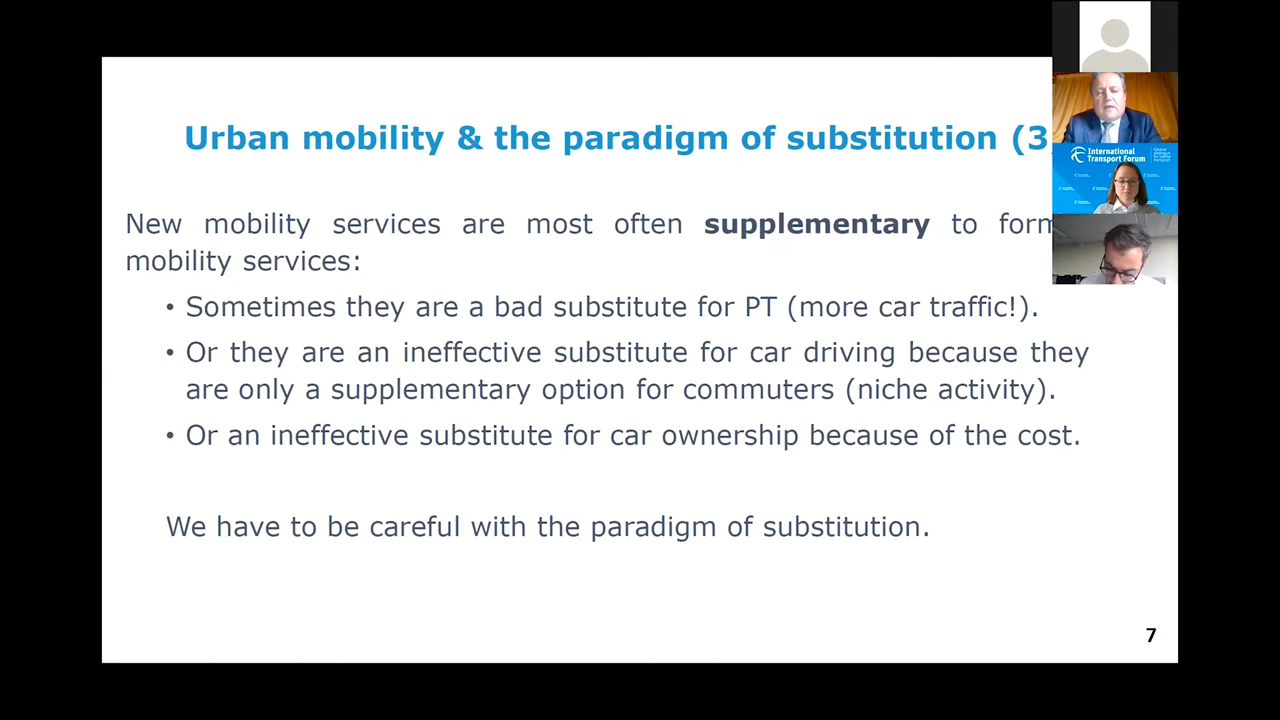 Urban mobility & the paradigm of substitution (3
International
Transport Forum
New mobility services are most often supplementary to form
mobility services:
• Sometimes they are a bad substitute for PT (more car traffic!).
• Or they are an ineffective substitute for car driving because they
are only a supplementary option for commuters (niche activity).
• Or an ineffective substitute for car ownership because of the cost.
We have to be careful with the paradigm of substitution.
7